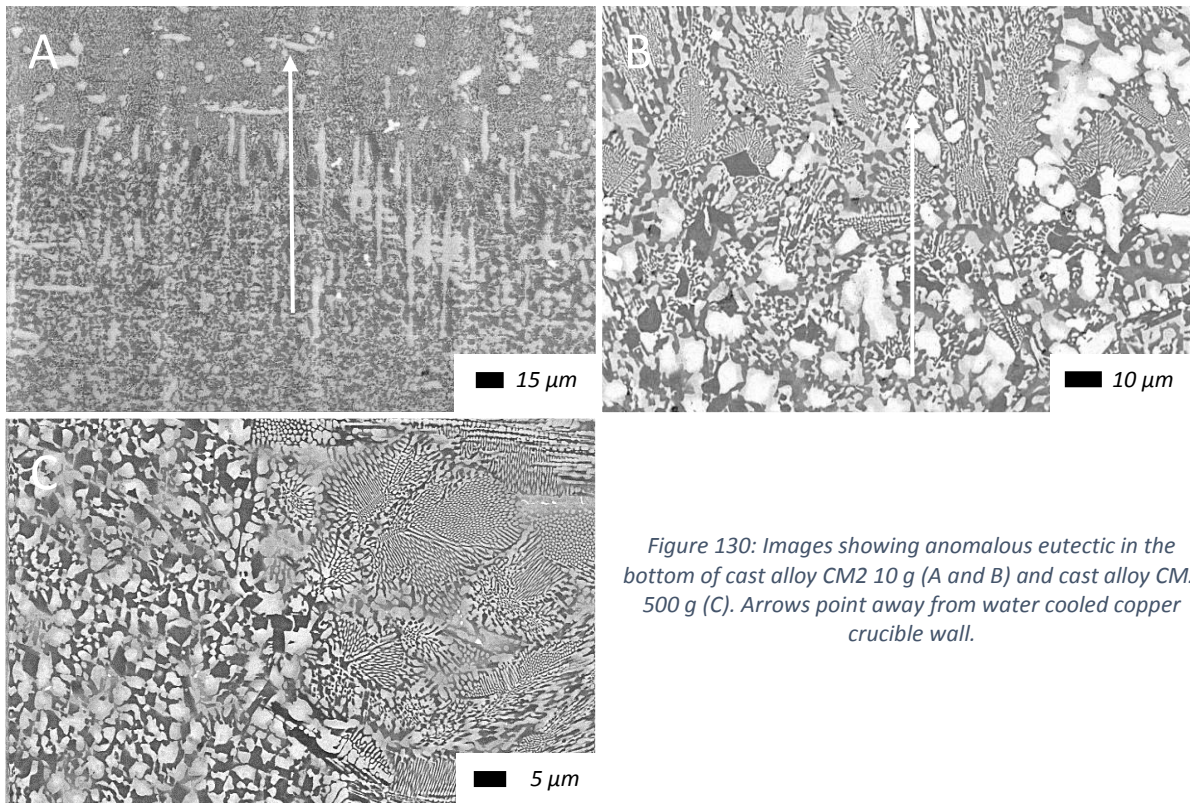 A
15 µm
B
10 µm
C
5 µm
Figure 130: Images showing anomalous eutectic in the
bottom of cast alloy CM2 10 g (A and B) and cast alloy CM
500 g (C). Arrows point away from water cooled copper
crucible wall.